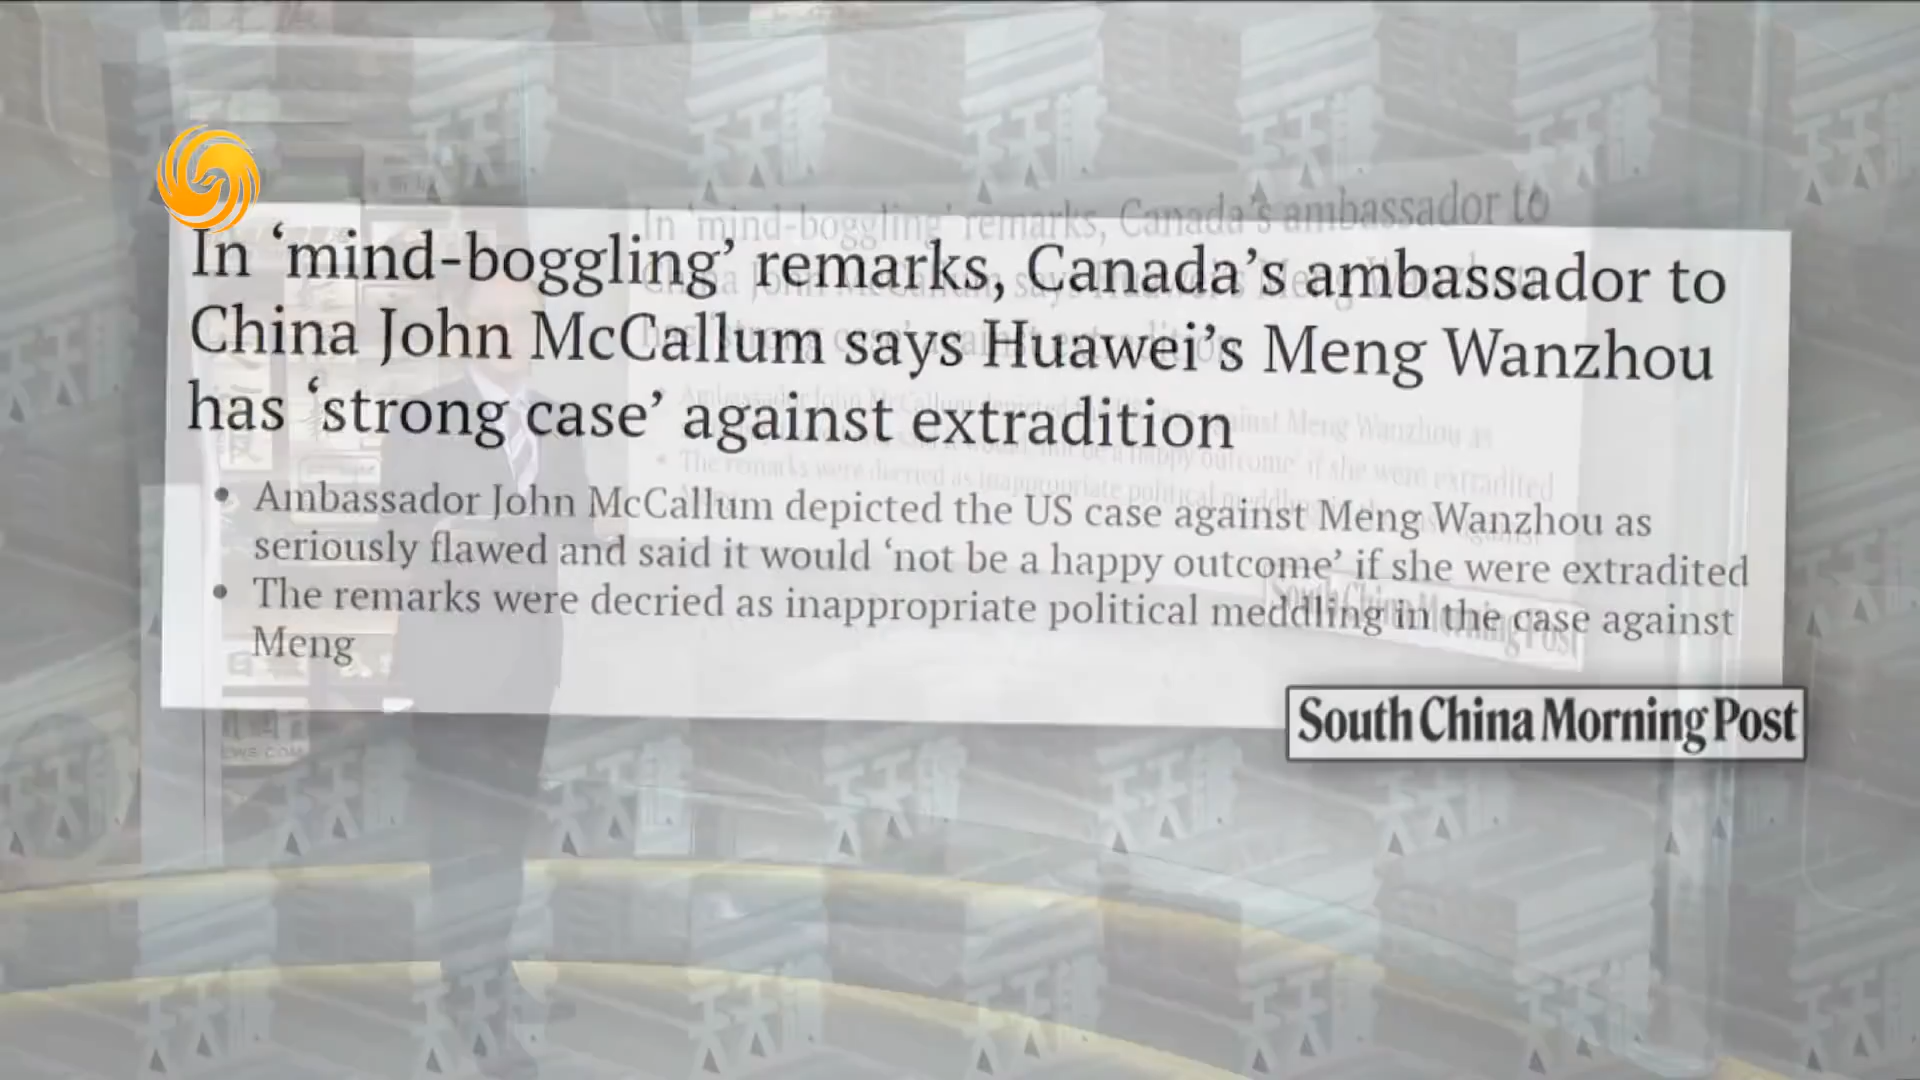 In ‘mind-boggling’ remarks, Canada’s ambassador to
China John McCallum says Huawei’s Meng Wanzhou
has ‘strong case’ against extradition
• Ambassador John McCallum depicted the US case against Meng Wanzhou as
seriously flawed and said it would ‘not be a happy outcome’ if she were extradited
• The remarks were decried as inappropriate political meddling in the case against
Meng
South China Morning Post